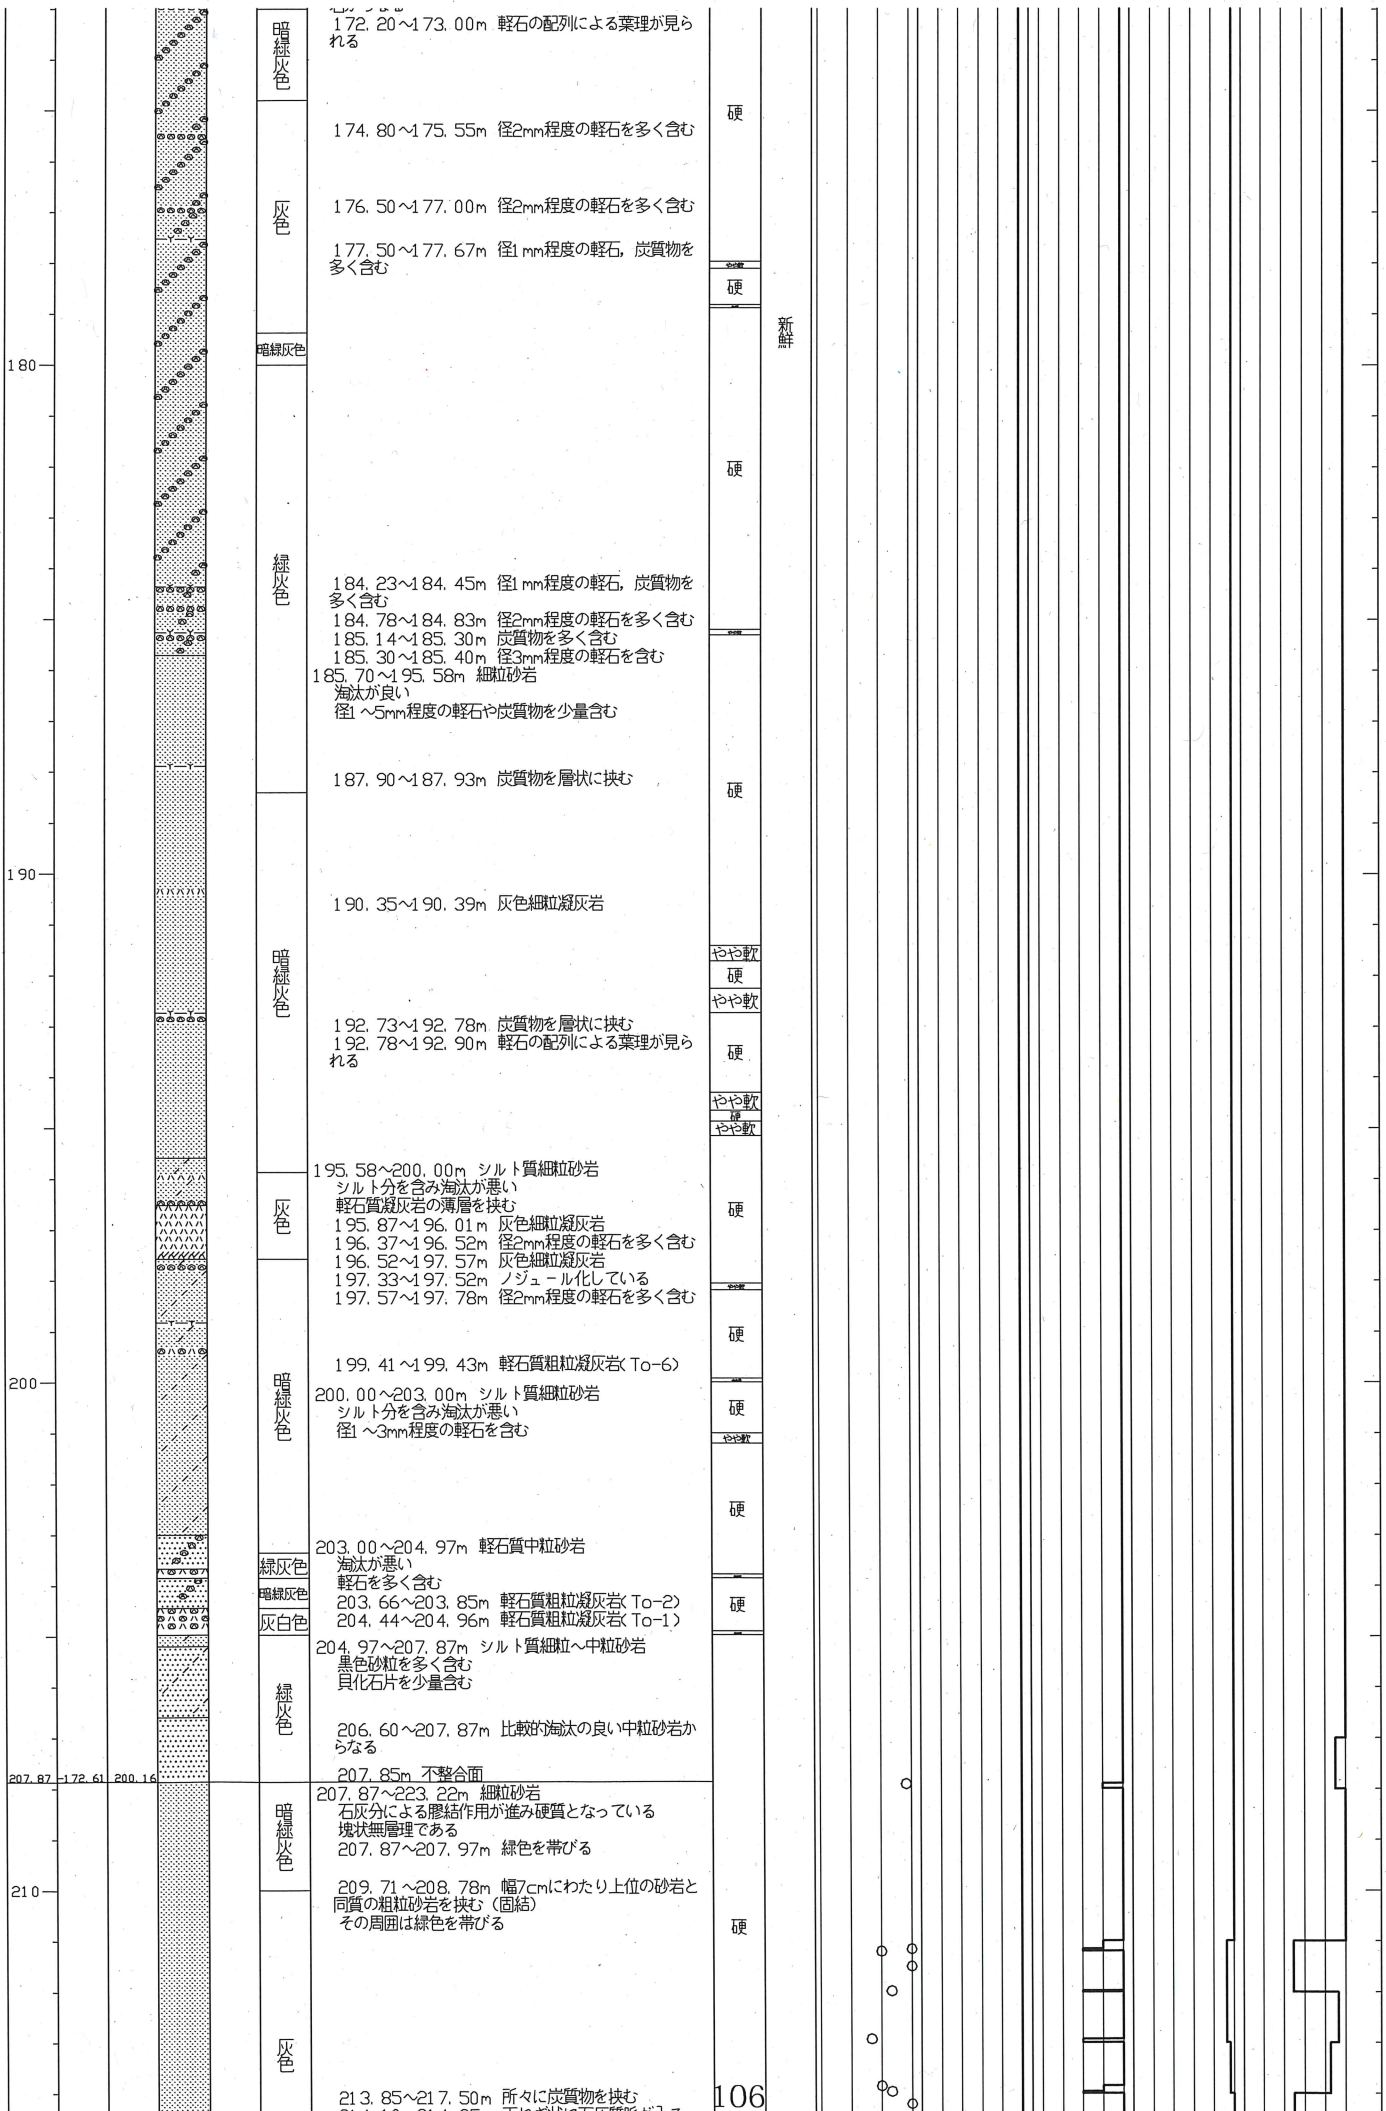 172.20～173.00m 軽石の配列による葉理が見ら
れる
暗緑灰色
硬
174.80～175.55m 径2mm程度の軽石を多く含む
灰色
176.50～177.00m 径2mm程度の軽石を多く含む
177.50～177.67m 径1mm程度の軽石，炭質物を
多く含む
硬
新鮮
暗緑灰色
180
硬
緑灰色
184.23～184.45m 径1mm程度の軽石，炭質物を
多く含む
184.78～184.83m 径2mm程度の軽石を多く含む
185.14～185.30m 炭質物を多く含む
185.30～185.40m 径3mm程度の軽石を含む
185.70～195.58m 細粒砂岩
淘汰が良い
径1～5mm程度の軽石や炭質物を少量含む
187.90～187.93m 炭質物を層状に挟む
硬
190
190.35～190.39m 灰色細粒凝灰岩
暗緑灰色
やや軟
硬
やや軟
192.73～192.78m 炭質物を層状に挟む
192.78～192.90m 軽石の配列による葉理が見ら
れる
硬
やや軟
硬
やや軟
195.58～200.00m シルト質細粒砂岩
シルト分を含み淘汰が悪い
軽石質凝灰岩の薄層を挟む
灰色
硬
195.87～196.01m 灰色細粒凝灰岩
196.37～196.52m 径2mm程度の軽石を多く含む
196.52～197.57m 灰色細粒凝灰岩
197.33～197.52m ノジュール化している
197.57～197.78m 径2mm程度の軽石を多く含む
硬
199.41～199.43m 軽石質粗粒凝灰岩(To-6)
200
暗緑灰色
200.00～203.00m シルト質細粒砂岩
シルト分を含み淘汰が悪い
径1～3mm程度の軽石を含む
硬
やや軟
硬
203.00～204.97m 軽石質中粒砂岩
緑灰色
淘汰が悪い
軽石を多く含む
暗緑灰色
203.66～203.85m 軽石質粗粒凝灰岩(To-2)
硬
灰白色
204.44～204.96m 軽石質粗粒凝灰岩(To-1)
204.97～207.87m シルト質細粒～中粒砂岩
黒色砂粒を多く含む
貝化石片を少量含む
緑灰色
206.60～207.87m 比較的淘汰の良い中粒砂岩か
らなる
207.85m 不整合面
207.87 -172.61 200.16
207.87～223.22m 細粒砂岩
石灰分による膠結作用が進み硬質となっている
塊状無層理である
暗緑灰色
207.87～207.97m 緑色を帯びる
210
209.71～208.78m 幅7cmにわたり上位の砂岩と
同質の粗粒砂岩を挟む（固結）
その周囲は緑色を帯びる
硬
灰色
213.85～217.50m 所々に炭質物を挟む
106